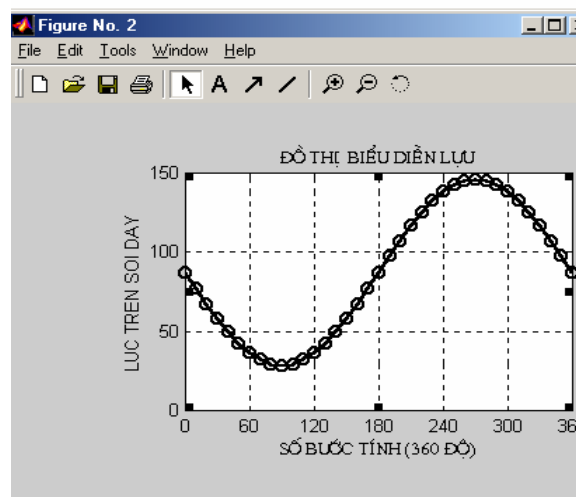 Figure No. 2
File Edit Tools Window Help
ĐỒ THỊ BIỂU DIỄN LỰU
150
100
50
0
LUC TREN SOI DAY
0 60 120 180 240 300 36
SỐ BƯỚC TÍNH (360 ĐỘ)